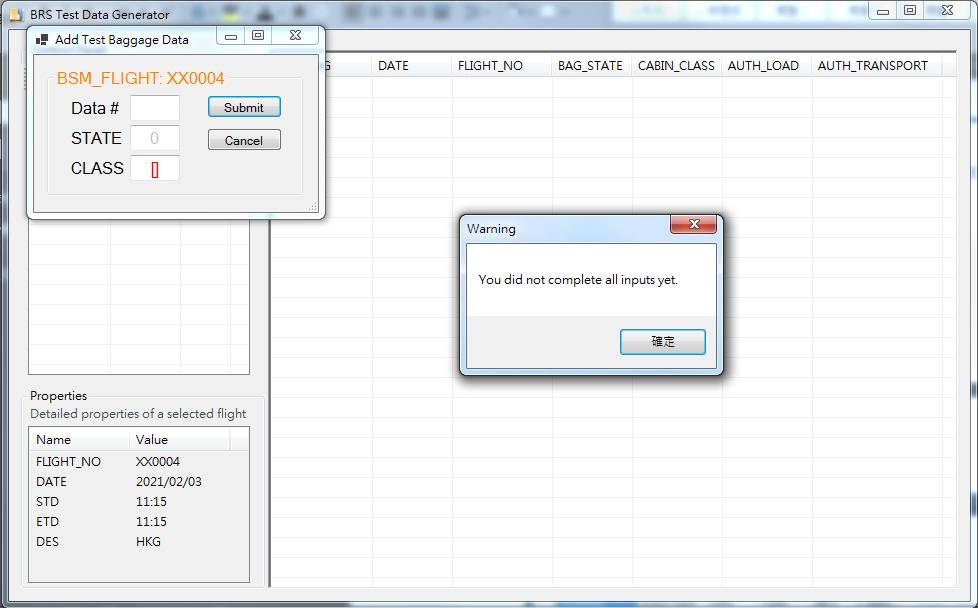 BRS Test Data Generator
Add Test Baggage Data
BSM_FLIGHT: XX0004
Data #
Submit
STATE 0
Cancel
CLASS []
G DATE FLIGHT_NO BAG_STATE CABIN_CLASS AUTH_LOAD AUTH_TRANSPORT
Warning
You did not complete all inputs yet.
確定
Properties
Detailed properties of a selected flight
Name Value
FLIGHT_NO XX0004
DATE 2021/02/03
STD 11:15
ETD 11:15
DES HKG